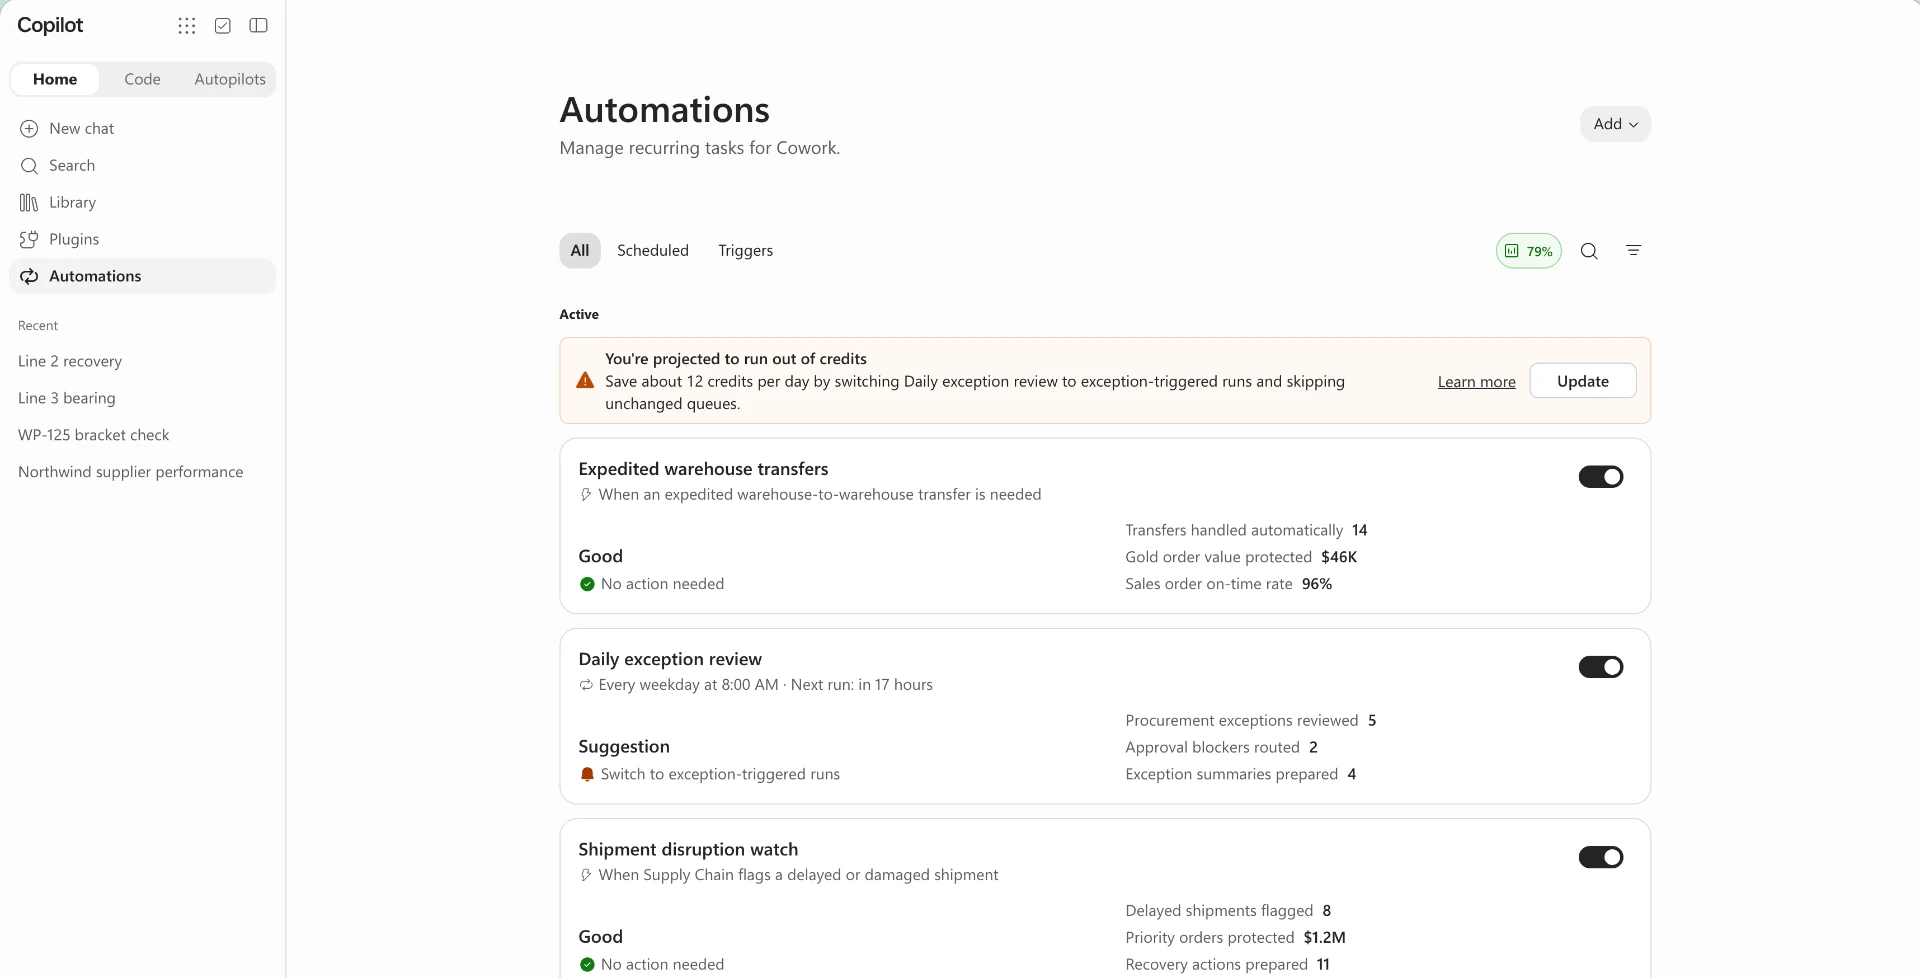 Copilot
Home
Code
Autopilots
New chat
Search
Library
Plugins
Automations
Recent
Line 2 recovery
Line 3 bearing
WP-125 bracket check
Northwind supplier performance
Automations
Manage recurring tasks for Cowork.
Add
All
Scheduled
Triggers
79%
Active
You're projected to run out of credits
Save about 12 credits per day by switching Daily exception review to exception-triggered runs and skipping
unchanged queues.
Learn more
Update
Expedited warehouse transfers
When an expedited warehouse-to-warehouse transfer is needed
Good
No action needed
Transfers handled automatically 14
Gold order value protected $46K
Sales order on-time rate 96%
Daily exception review
Every weekday at 8:00 AM · Next run: in 17 hours
Suggestion
Switch to exception-triggered runs
Procurement exceptions reviewed 5
Approval blockers routed 2
Exception summaries prepared 4
Shipment disruption watch
When Supply Chain flags a delayed or damaged shipment
Good
No action needed
Delayed shipments flagged 8
Priority orders protected $1.2M
Recovery actions prepared 11